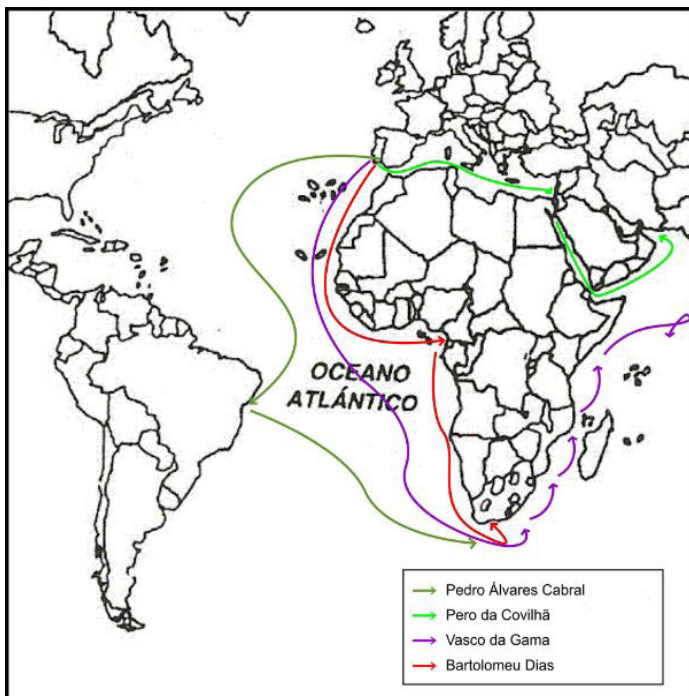 OCEANO
ATLÁNTICO
Pedro Álvares Cabral
Pero da Covilhã
Vasco da Gama
Bartolomeu Dias